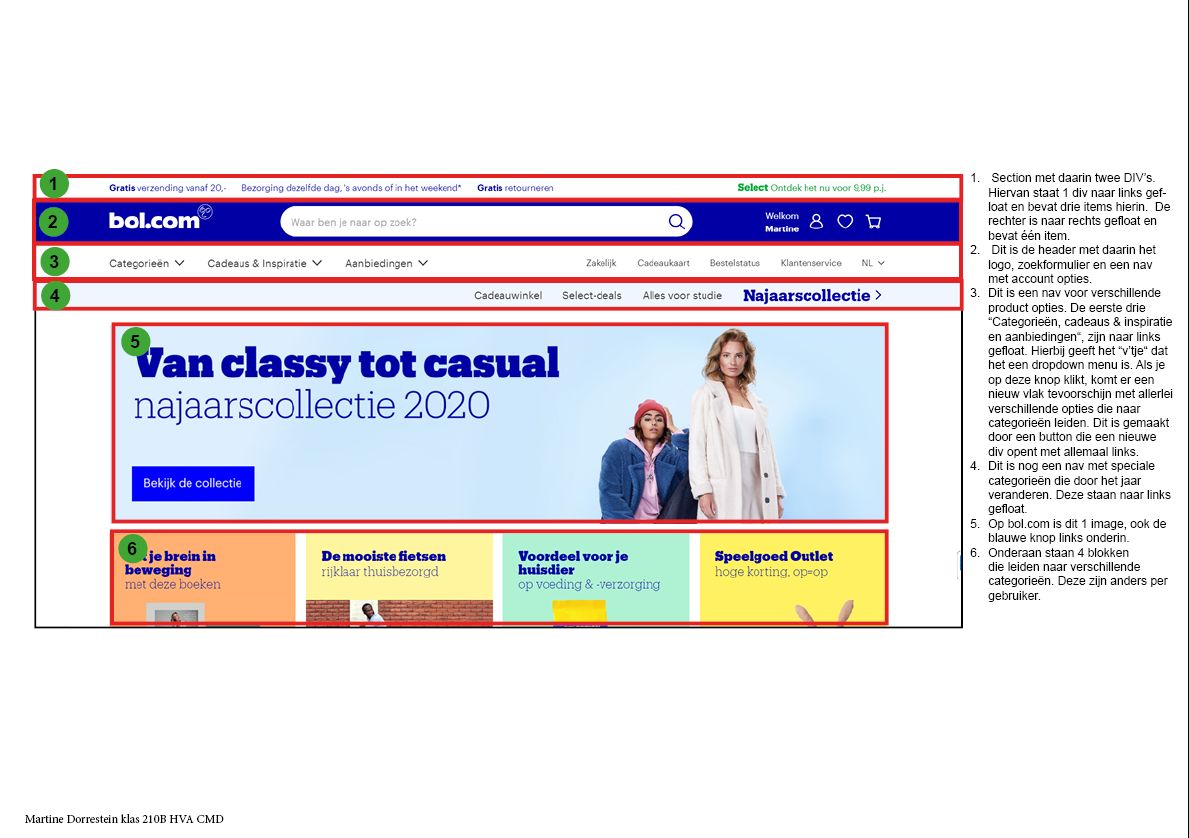 1
Gratis verzending vanaf 20,- Bezorging dezelfde dag, 's avonds of in het weekend* Gratis retourneren Select Ontdek het nu voor 9,99 p.j.
2
bol.com
Waar ben je naar op zoek?
Welkom
Martine
3
Categorieën Cadeaus & Inspiratie Aanbiedingen Zakelijk Cadeaukaart Bestelstatus Klantenservice NL
4
Cadeauwinkel Select-deals Alles voor studie Najaarscollectie
5
Van classy tot casual
najaarscollectie 2020
Bekijk de collectie
6
je brein in
beweging
met deze boeken
De mooiste fietsen
rijklaar thuisbezorgd
Voordeel voor je
huisdier
op voeding & -verzorging
Speelgoed Outlet
hoge korting, op=op
1. Section met daarin twee DIV's.
Hiervan staat 1 div naar links gef-
loat en bevat drie items hierin. De
rechter is naar rechts gefloat en
bevat één item.
2. Dit is de header met daarin het
logo, zoekformulier en een nav
met account opties.
3. Dit is een nav voor verschillende
product opties. De eerste drie
“Categorieën, cadeaus & inspiratie
en aanbiedingen“, zijn naar links
gefloat. Hierbij geeft het “v'tje“ dat
het een dropdown menu is. Als je
op deze knop klikt, komt er een
nieuw vlak tevoorschijn met allerlei
verschillende opties die naar
categorieën leiden. Dit is gemaakt
door een button die een nieuwe
div opent met allemaal links.
4. Dit is nog een nav met speciale
categorieën die door het jaar
veranderen. Deze staan naar links
gefloat.
5. Op bol.com is dit 1 image, ook de
blauwe knop links onderin.
6. Onderaan staan 4 blokken
die leiden naar verschillende
categorieën. Deze zijn anders per
gebruiker.
Martine Dorrestein klas 210B HVA CMD